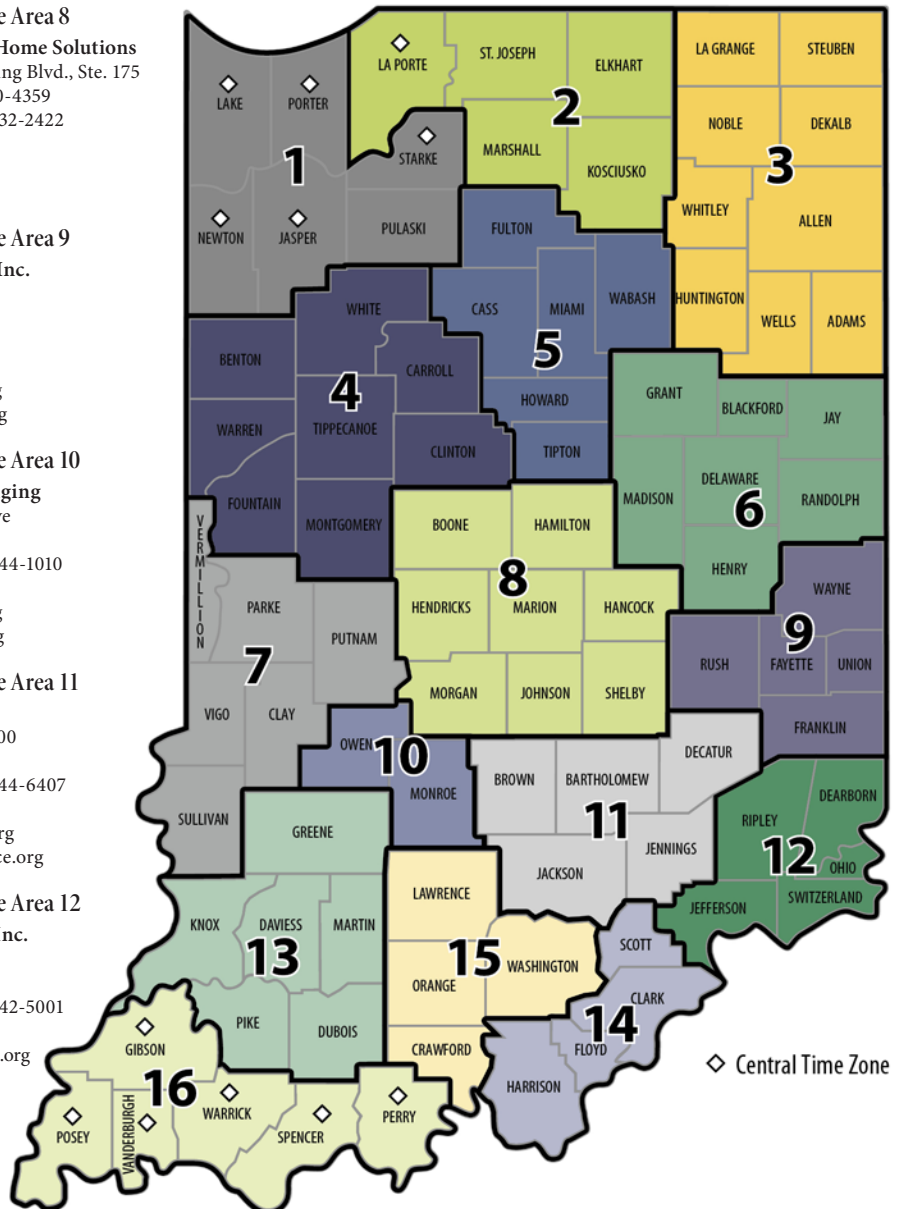 e Area 8
Home Solutions
ng Blvd., Ste. 175
0-4359
32-2422
e Area 9
Inc.
g
g
e Area 10
ging
ve
44-1010
g
g
e Area 11
00
44-6407
rg
ce.org
e Area 12
Inc.
42-5001
.org
LAKE
PORTER
STARKE
1
NEWTON
JASPER
PULASKI
LA PORTE
ST. JOSEPH
ELKHART
2
MARSHALL
KOSCIUSKO
LA GRANGE
STEUBEN
NOBLE
DEKALB
3
WHITLEY
ALLEN
HUNTINGTON
WELLS
ADAMS
WHITE
BENTON
CARROLL
4
WARREN
TIPPECANOE
CLINTON
FOUNTAIN
MONTGOMERY
FULTON
CASS
MIAMI
WABASH
5
HOWARD
TIPTON
GRANT
BLACKFORD
JAY
DELAWARE
MADISON
6
RANDOLPH
HENRY
VERMILLION
PARKE
PUTNAM
7
VIGO
CLAY
SULLIVAN
BOONE
HAMILTON
8
HENDRICKS
MARION
HANCOCK
MORGAN
JOHNSON
SHELBY
WAYNE
9
RUSH
FAYETTE
UNION
FRANKLIN
OWEN
10
MONROE
DECATUR
BROWN
BARTHOLOMEW
11
JENNINGS
JACKSON
DEARBORN
RIPLEY
12
OHIO
SWITZERLAND
JEFFERSON
GREENE
KNOX
DAVIESS
MARTIN
13
PIKE
DUBOIS
LAWRENCE
15
WASHINGTON
ORANGE
CRAWFORD
SCOTT
CLARK
14
FLOYD
HARRISON
GIBSON
16
WARRICK
PERRY
POSEY
VANDERBURGH
SPENCER
Central Time Zone